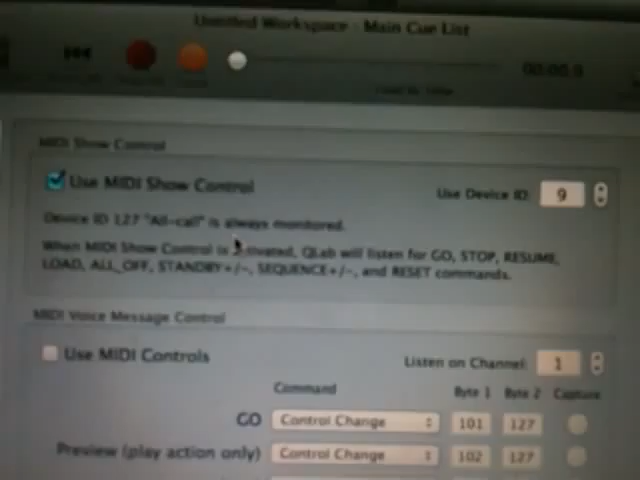 Untitled Workspace - Main Cue List
00:00.0
MIDI Show Control
Use MIDI Show Control
Use Device ID: 9
Device ID 127 "All-call" is always monitored.
When MIDI Show Control is activated, QLab will listen for GO, STOP, RESUME,
LOAD, ALL_OFF, STANDBY+/-, SEQUENCE+/-, and RESET commands.
MIDI Voice Message Control
Use MIDI Controls
Listen on Channel: 1
Command Byte 1 Byte 2 Capture
GO Control Change 101 127
Preview (play action only) Control Change 102 127